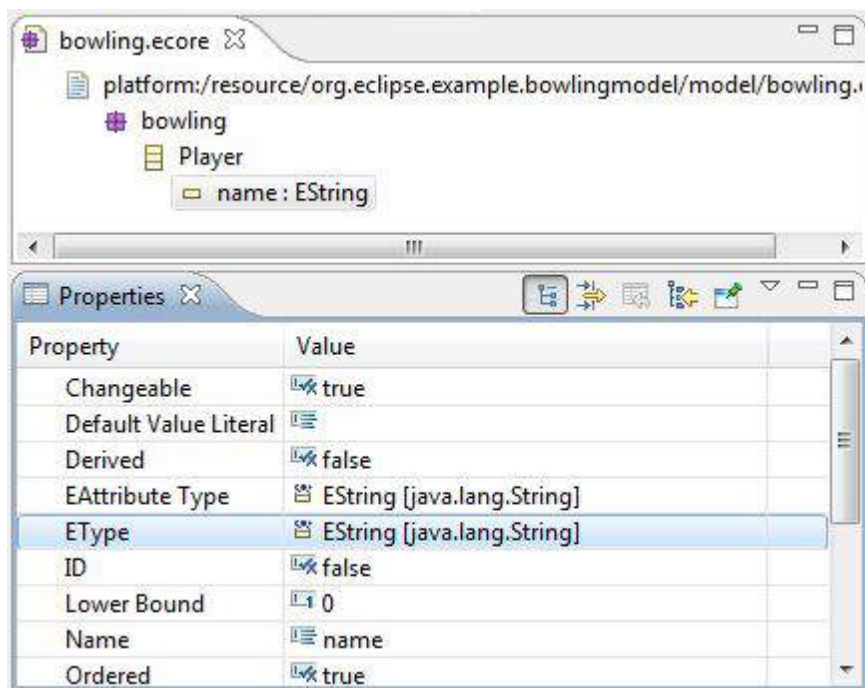 bowling.ecore
platform:/resource/org.eclipse.example.bowlingmodel/model/bowling.
bowling
Player
name : EString
Properties
Property Value
Changeable true
Default Value Literal
Derived false
EAttribute Type EString [java.lang.String]
EType EString [java.lang.String]
ID false
Lower Bound 0
Name name
Ordered true